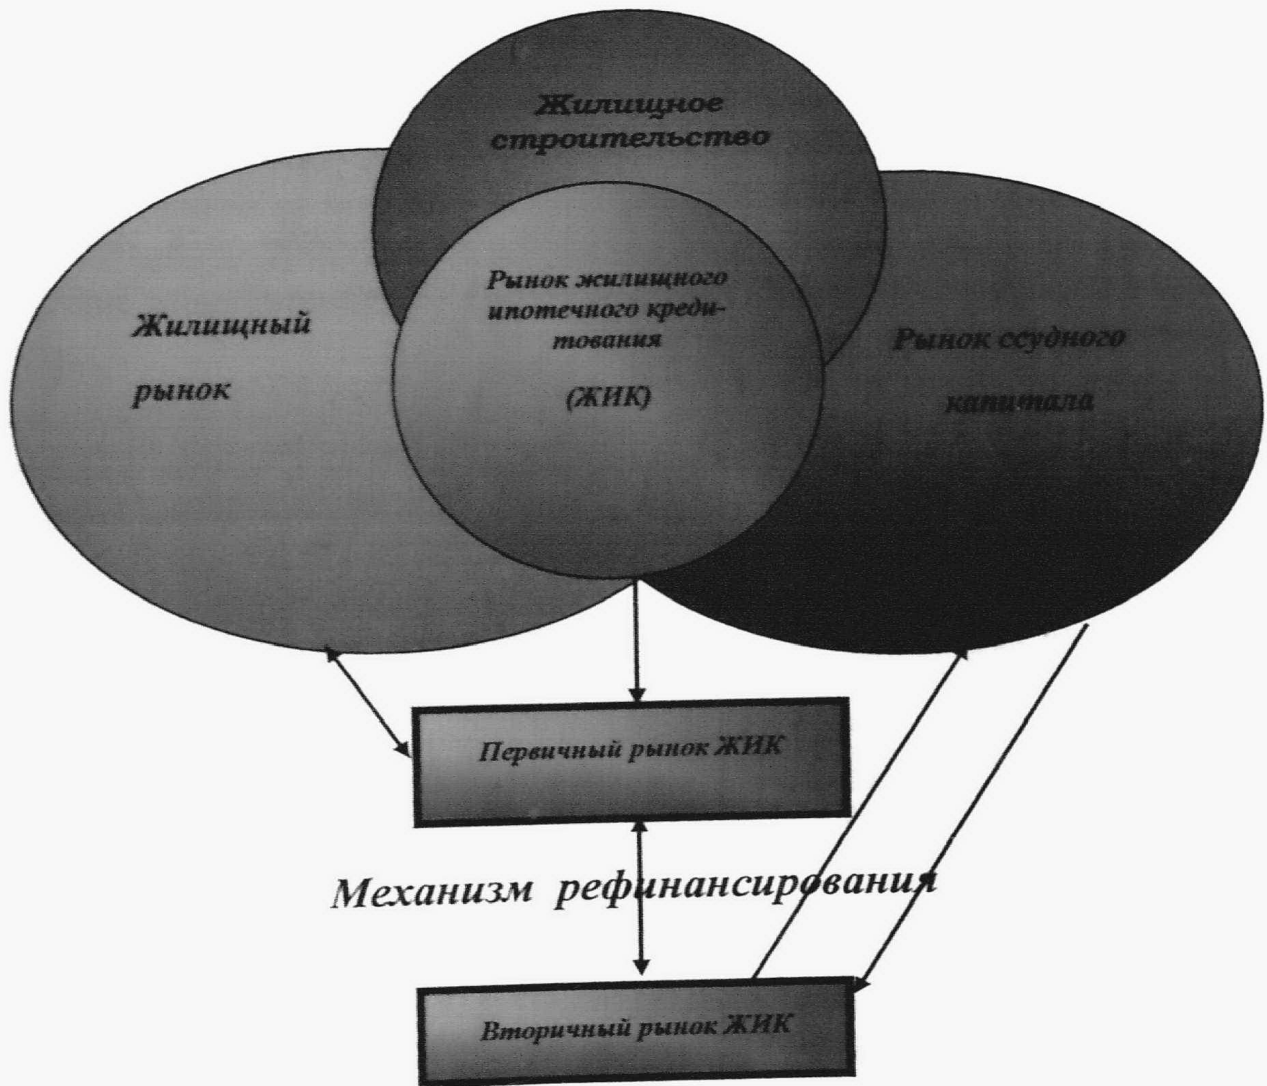 Жилищное
строительство
Рынок жилищного
ипотечного креди-
тования
(ЖИК)
Жилищный
рынок
Рынок ссудного
капитала
Первичный рынок ЖИК
Механизм рефинансирования
Вторичный рынок ЖИК